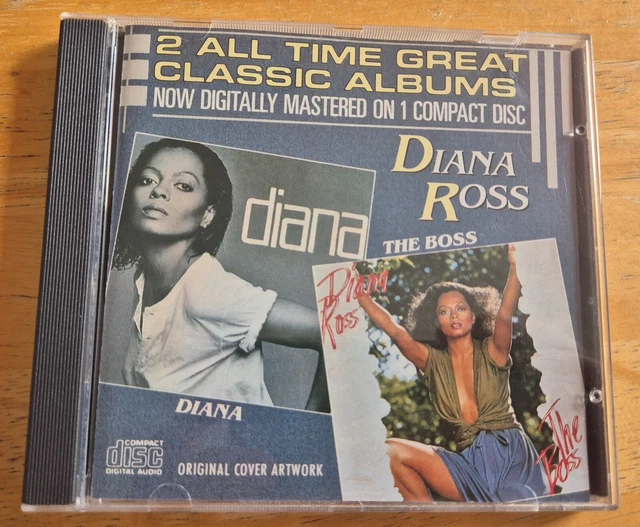 2 ALL TIME GREAT
CLASSIC ALBUMS
NOW DIGITALLY MASTERED ON 1 COMPACT DISC
DIANA
ROSS
diana
THE BOSS
Diana
Ross
DIANA
The
Boss
COMPACT
disc
DIGITAL AUDIO
ORIGINAL COVER ARTWORK